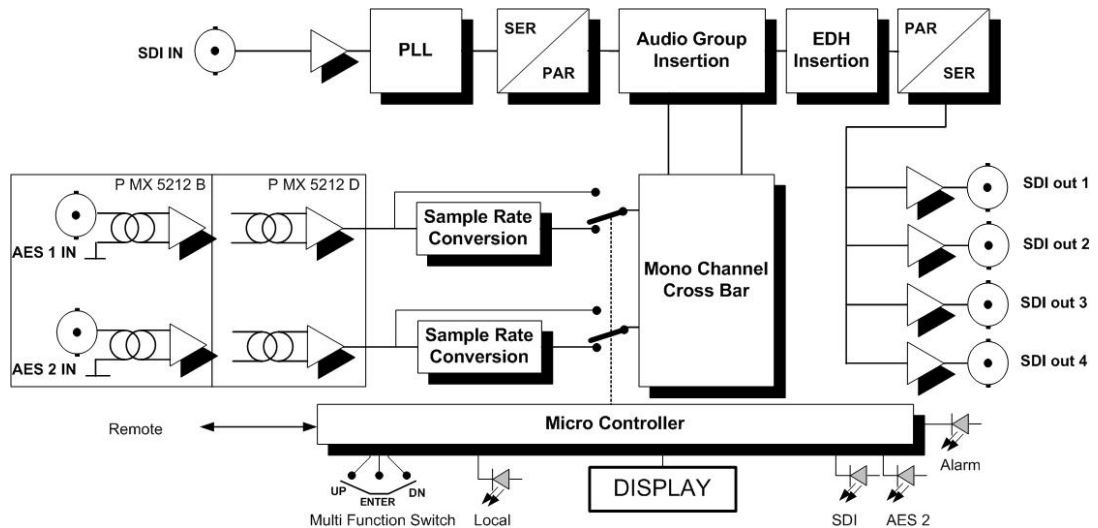 SDI IN
PLL
SER
PAR
Audio Group
Insertion
EDH
Insertion
PAR
SER
P MX 5212 B
P MX 5212 D
AES 1 IN
Sample Rate
Conversion
Mono Channel
Cross Bar
SDI out 1
SDI out 2
SDI out 3
SDI out 4
AES 2 IN
Sample Rate
Conversion
Remote
Micro Controller
Alarm
UP
ENTER
DN
Multi Function Switch
Local
DISPLAY
SDI
AES 2